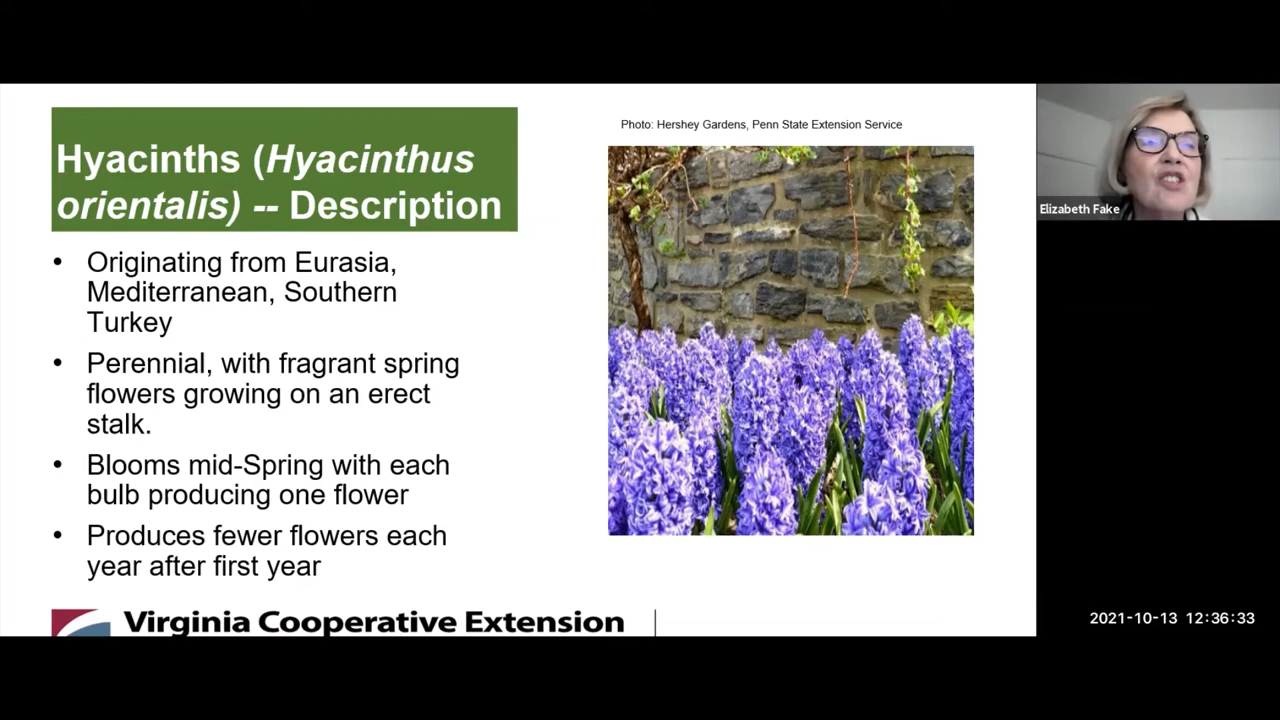 Hyacinths (Hyacinthus
orientalis) -- Description
• Originating from Eurasia,
Mediterranean, Southern
Turkey
• Perennial, with fragrant spring
flowers growing on an erect
stalk.
• Blooms mid-Spring with each
bulb producing one flower
• Produces fewer flowers each
year after first year
Virginia Cooperative Extension
Photo: Hershey Gardens, Penn State Extension Service
Elizabeth Fake
2021-10-13 12:36:33